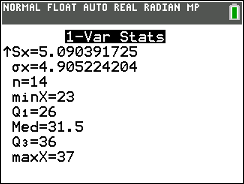 NORMAL FLOAT AUTO REAL RADIAN MP
1-Var Stats
↑Sx=5.090391725
σx=4.905224204
n=14
minX=23
Q₁=26
Med=31.5
Q₃=36
maxX=37